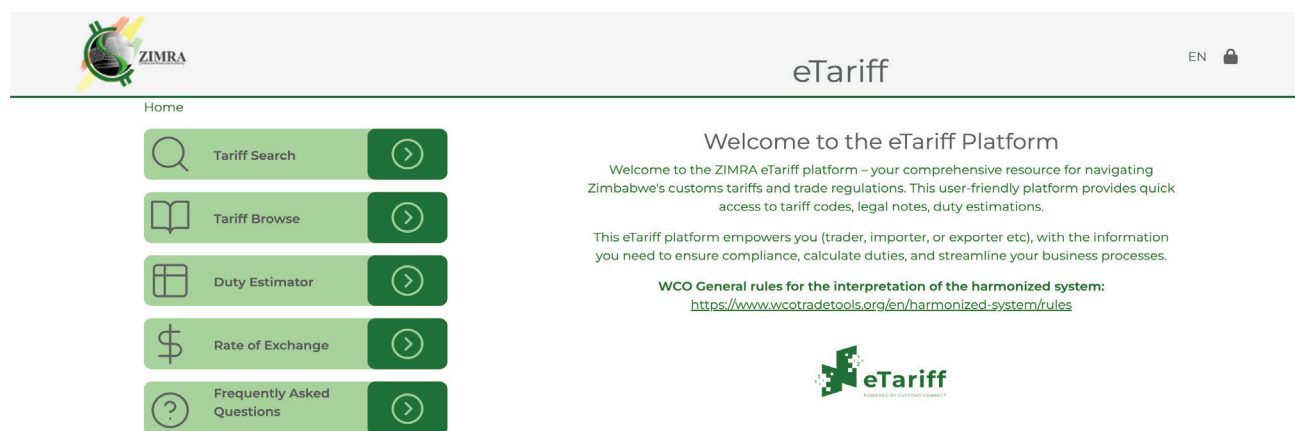 ZIMRA
eTariff
EN
Home
Tariff Search
Tariff Browse
Duty Estimator
Rate of Exchange
Frequently Asked
Questions
Welcome to the eTariff Platform
Welcome to the ZIMRA eTariff platform – your comprehensive resource for navigating
Zimbabwe's customs tariffs and trade regulations. This user-friendly platform provides quick
access to tariff codes, legal notes, duty estimations.
This eTariff platform empowers you (trader, importer, or exporter etc), with the information
you need to ensure compliance, calculate duties, and streamline your business processes.
WCO General rules for the interpretation of the harmonized system:
https://www.wcotradetools.org/en/harmonized-system/rules
eTariff
POWERED BY CUSTOMS CONNECT